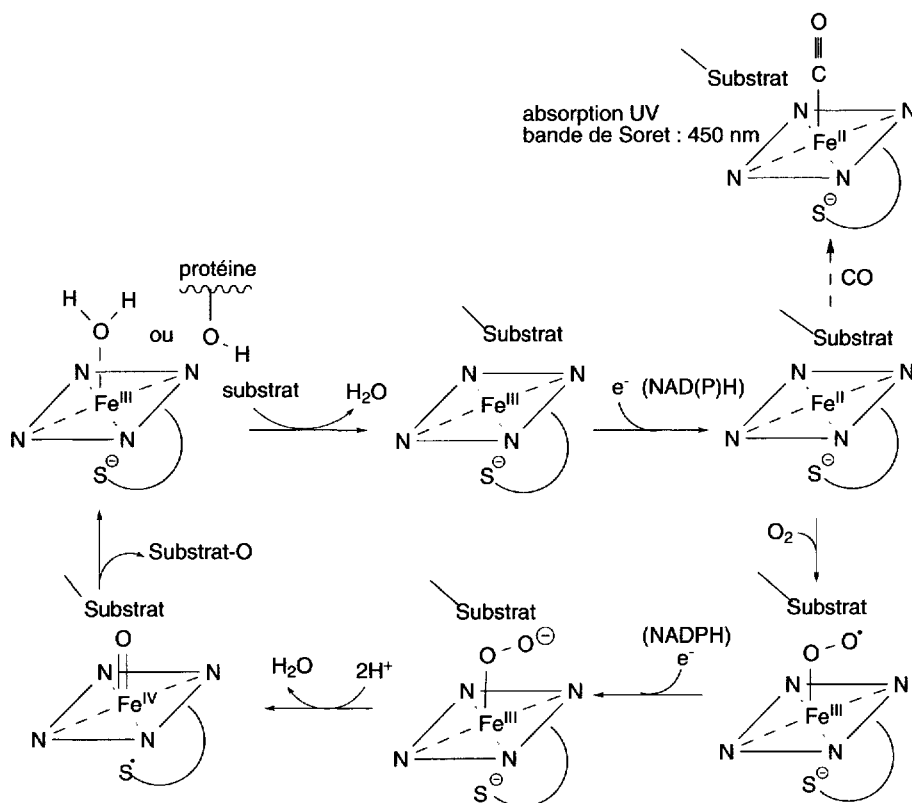 O
C
Substrat
N N
absorption UV
bande de Soret : 450 nm
Fe^II
N N
S⊖
CO
protéine
H H
O ou O
H
N N
Fe^III
N N
S⊖
substrat
H₂O
Substrat
N N
Fe^III
N N
S⊖
e⁻ (NAD(P)H)
Substrat
N N
Fe^II
N N
S⊖
O₂
Substrat-O
Substrat
O
N N
Fe^IV
N N
S•
H₂O 2H⁺
Substrat
O-O⊖
N N
Fe^III
N N
S⊖
(NADPH)
e⁻
Substrat
O-O•
N N
Fe^III
N N
S⊖